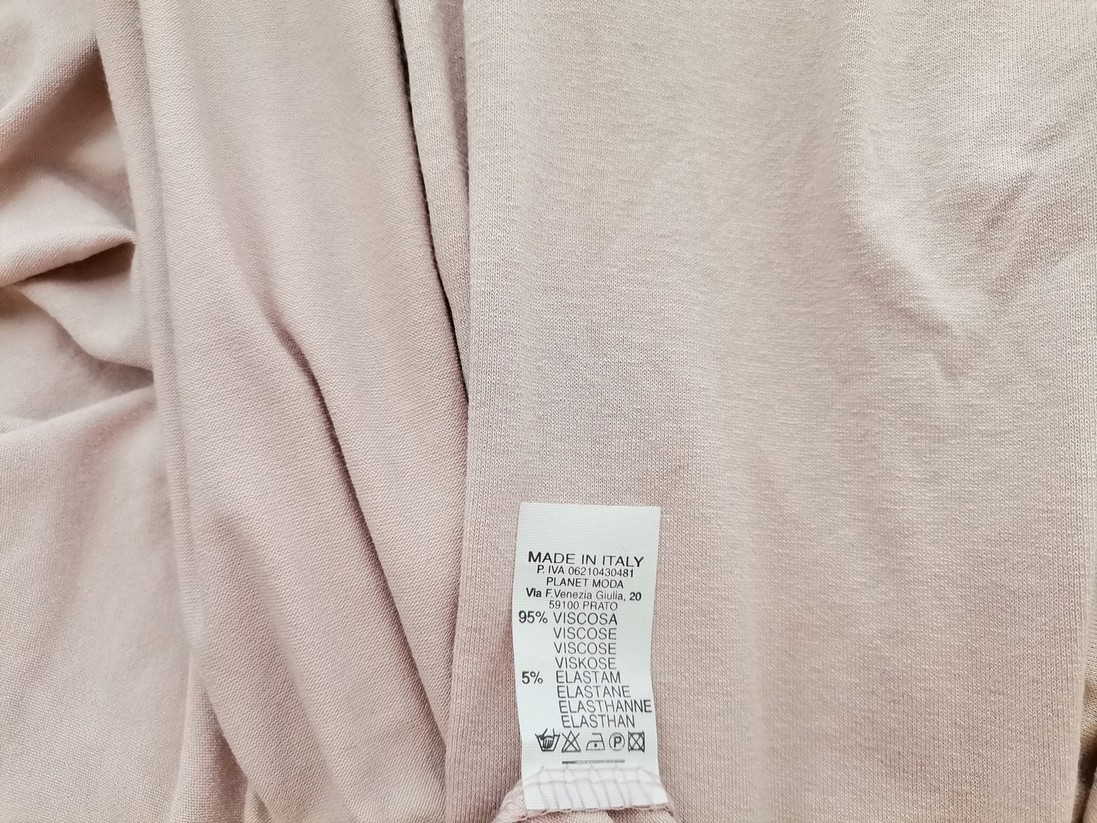 MADE IN ITALY
P. IVA 06210430481
PLANET MODA
Via F.Venezia Giulia, 20
59100 PRATO
95% VISCOSA
VISCOSE
VISCOSE
VISKOSE
5% ELASTAM
ELASTANE
ELASTHANNE
ELASTHAN
P